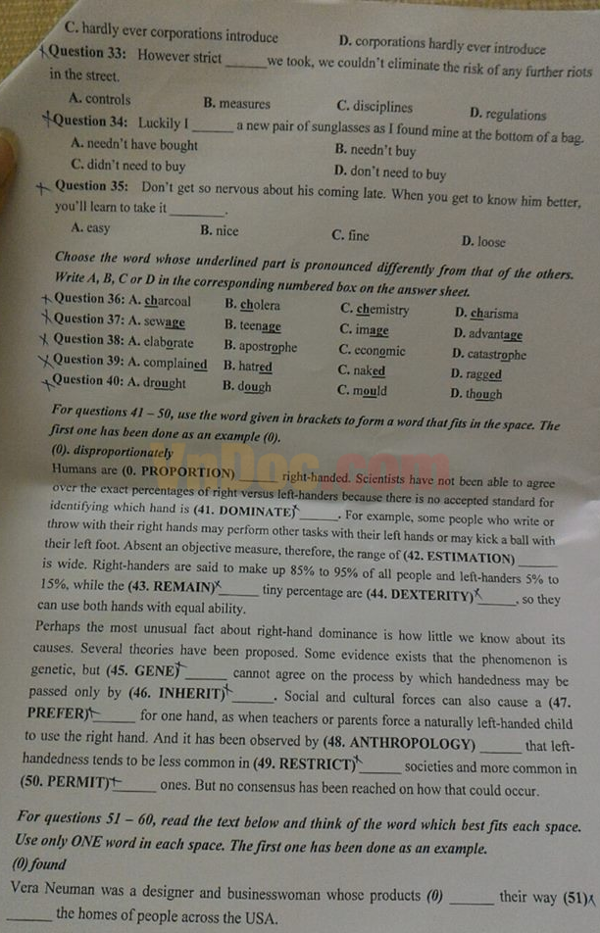 C. hardly ever corporations introduce D. corporations hardly ever introduce
Question 33: However strict ______ we took, we couldn't eliminate the risk of any further riots
in the street.
A. controls B. measures C. disciplines D. regulations
Question 34: Luckily I ______ a new pair of sunglasses as I found mine at the bottom of a bag.
A. needn't have bought B. needn't buy
C. didn't need to buy D. don't need to buy
Question 35: Don't get so nervous about his coming late. When you get to know him better,
you'll learn to take it ________.
A. easy B. nice C. fine D. loose
Choose the word whose underlined part is pronounced differently from that of the others.
Write A, B, C or D in the corresponding numbered box on the answer sheet.
Question 36: A. charcoal B. cholera C. chemistry D. charisma
Question 37: A. sewage B. teenage C. image D. advantage
Question 38: A. elaborate B. apostrophe C. economic D. catastrophe
Question 39: A. complained B. hatred C. naked D. ragged
Question 40: A. drought B. dough C. mould D. though
For questions 41 – 50, use the word given in brackets to form a word that fits in the space. The
first one has been done as an example (0).
(0). disproportionately
VnDoc.com
Humans are (0. PROPORTION) ______ right-handed. Scientists have not been able to agree
over the exact percentages of right versus left-handers because there is no accepted standard for
identifying which hand is (41. DOMINATE) ______. For example, some people who write or
throw with their right hands may perform other tasks with their left hands or may kick a ball with
their left foot. Absent an objective measure, therefore, the range of (42. ESTIMATION) ______
is wide. Right-handers are said to make up 85% to 95% of all people and left-handers 5% to
15%, while the (43. REMAIN) ______ tiny percentage are (44. DEXTERITY) ______, so they
can use both hands with equal ability.
Perhaps the most unusual fact about right-hand dominance is how little we know about its
causes. Several theories have been proposed. Some evidence exists that the phenomenon is
genetic, but (45. GENE) ______ cannot agree on the process by which handedness may be
passed only by (46. INHERIT) ______. Social and cultural forces can also cause a (47.
PREFER) ______ for one hand, as when teachers or parents force a naturally left-handed child
to use the right hand. And it has been observed by (48. ANTHROPOLOGY) ______ that left-
handedness tends to be less common in (49. RESTRICT) ______ societies and more common in
(50. PERMIT) ______ ones. But no consensus has been reached on how that could occur.
For questions 51 – 60, read the text below and think of the word which best fits each space.
Use only ONE word in each space. The first one has been done as an example.
(0) found
Vera Neuman was a designer and businesswoman whose products (0) ______ their way (51)
______ the homes of people across the USA.